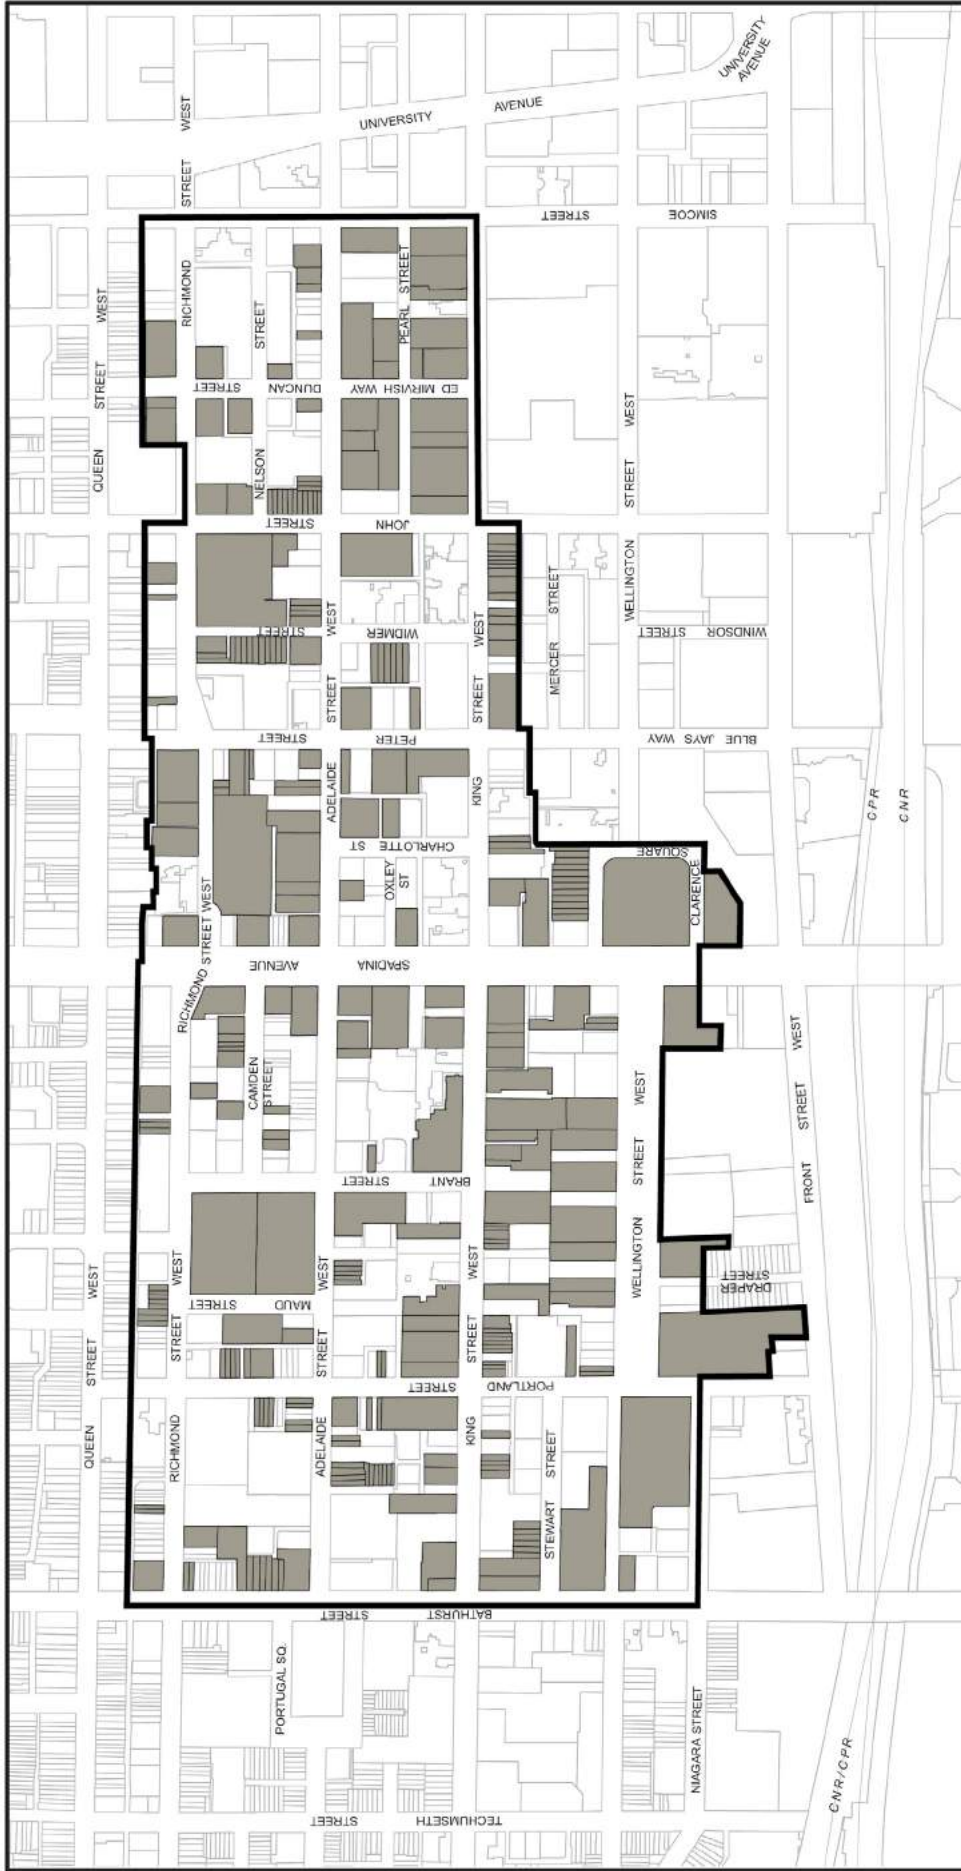 UNIVERSITY
AVENUE
UNIVERSITY
AVENUE
WEST
STREET
STREET
SIMCOE
RICHMOND
WEST
STREET
QUEEN
STREET
PEARL
STREET
STREET
DUNCAN
ED MIRVISH WAY
WEST
STREET
NELSON
STREET
JOHN
WELLINGTON
MERCER
STREET
STREET
WIDMER
WEST
STREET
WEST
STREET
STREET
WINDSOR
STREET
PETER
BLUE JAYS WAY
ADELAIDE
KING
CPR
CNR
CHARLOTTE ST
OXLEY
ST
SQUARE
CLARENCE
RICHMOND STREET WEST
AVENUE
SPADINA
CAMDEN
STREET
WEST
STREET
WELLINGTON
WEST
STREET
FRONT
STREET
BRANT
DRAPER
STREET
WEST
STREET
QUEEN
WEST
STREET
RICHMOND
STREET
MAUD
WEST
STREET
ADELAIDE
WEST
STREET
KING
STREET
PORTLAND
STREET
STEWART
STREET
BATHURST
PORTUGAL SQ.
NIAGARA STREET
CNR/CPR
STREET
TECHUMSETH